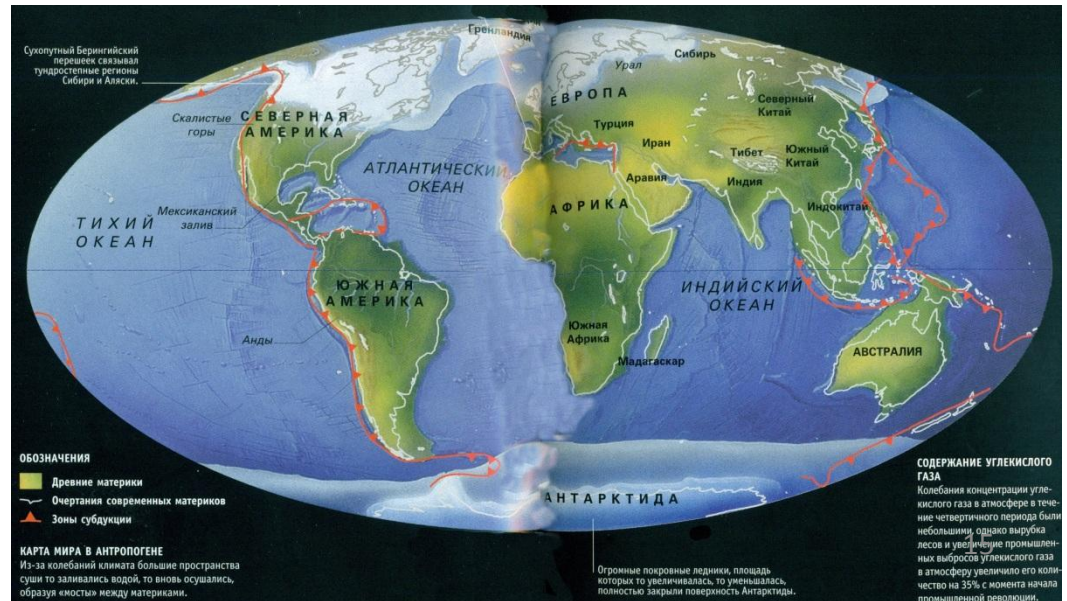 Гренландия
Сухопутный Берингийский
перешеек связывал
тундростепные регионы
Сибири и Аляски.
Скалистые
горы
СЕВЕРНАЯ
АМЕРИКА
Урал
Сибирь
ЕВРОПА
Северный
Китай
Турция
Иран
Тибет
Южный
Китай
АТЛАНТИЧЕСКИЙ
ОКЕАН
Аравия
Индия
ТИХИЙ
ОКЕАН
Мексиканский
залив
АФРИКА
Индокитай
ЮЖНАЯ
АМЕРИКА
ИНДИЙСКИЙ
ОКЕАН
Анды
Южная
Африка
Мадагаскар
АВСТРАЛИЯ
АНТАРКТИДА
ОБОЗНАЧЕНИЯ
Древние материки
Очертания современных материков
Зоны субдукции
КАРТА МИРА В АНТРОПОГЕНЕ
Из-за колебаний климата большие пространства
суши то заливались водой, то вновь осушались,
образуя «мосты» между материками.
Огромные покровные ледники, площадь
которых то увеличивалась, то уменьшалась,
полностью закрыли поверхность Антарктиды.
СОДЕРЖАНИЕ УГЛЕКИСЛОГО
ГАЗА
Колебания концентрации угле-
кислого газа в атмосфере в тече-
ние четвертичного периода были
небольшими, однако вырубка
лесов и увеличение промышлен-
ных выбросов углекислого газа
в атмосферу увеличило его коли-
чество на 35% с момента начала
промышленной революции.
15